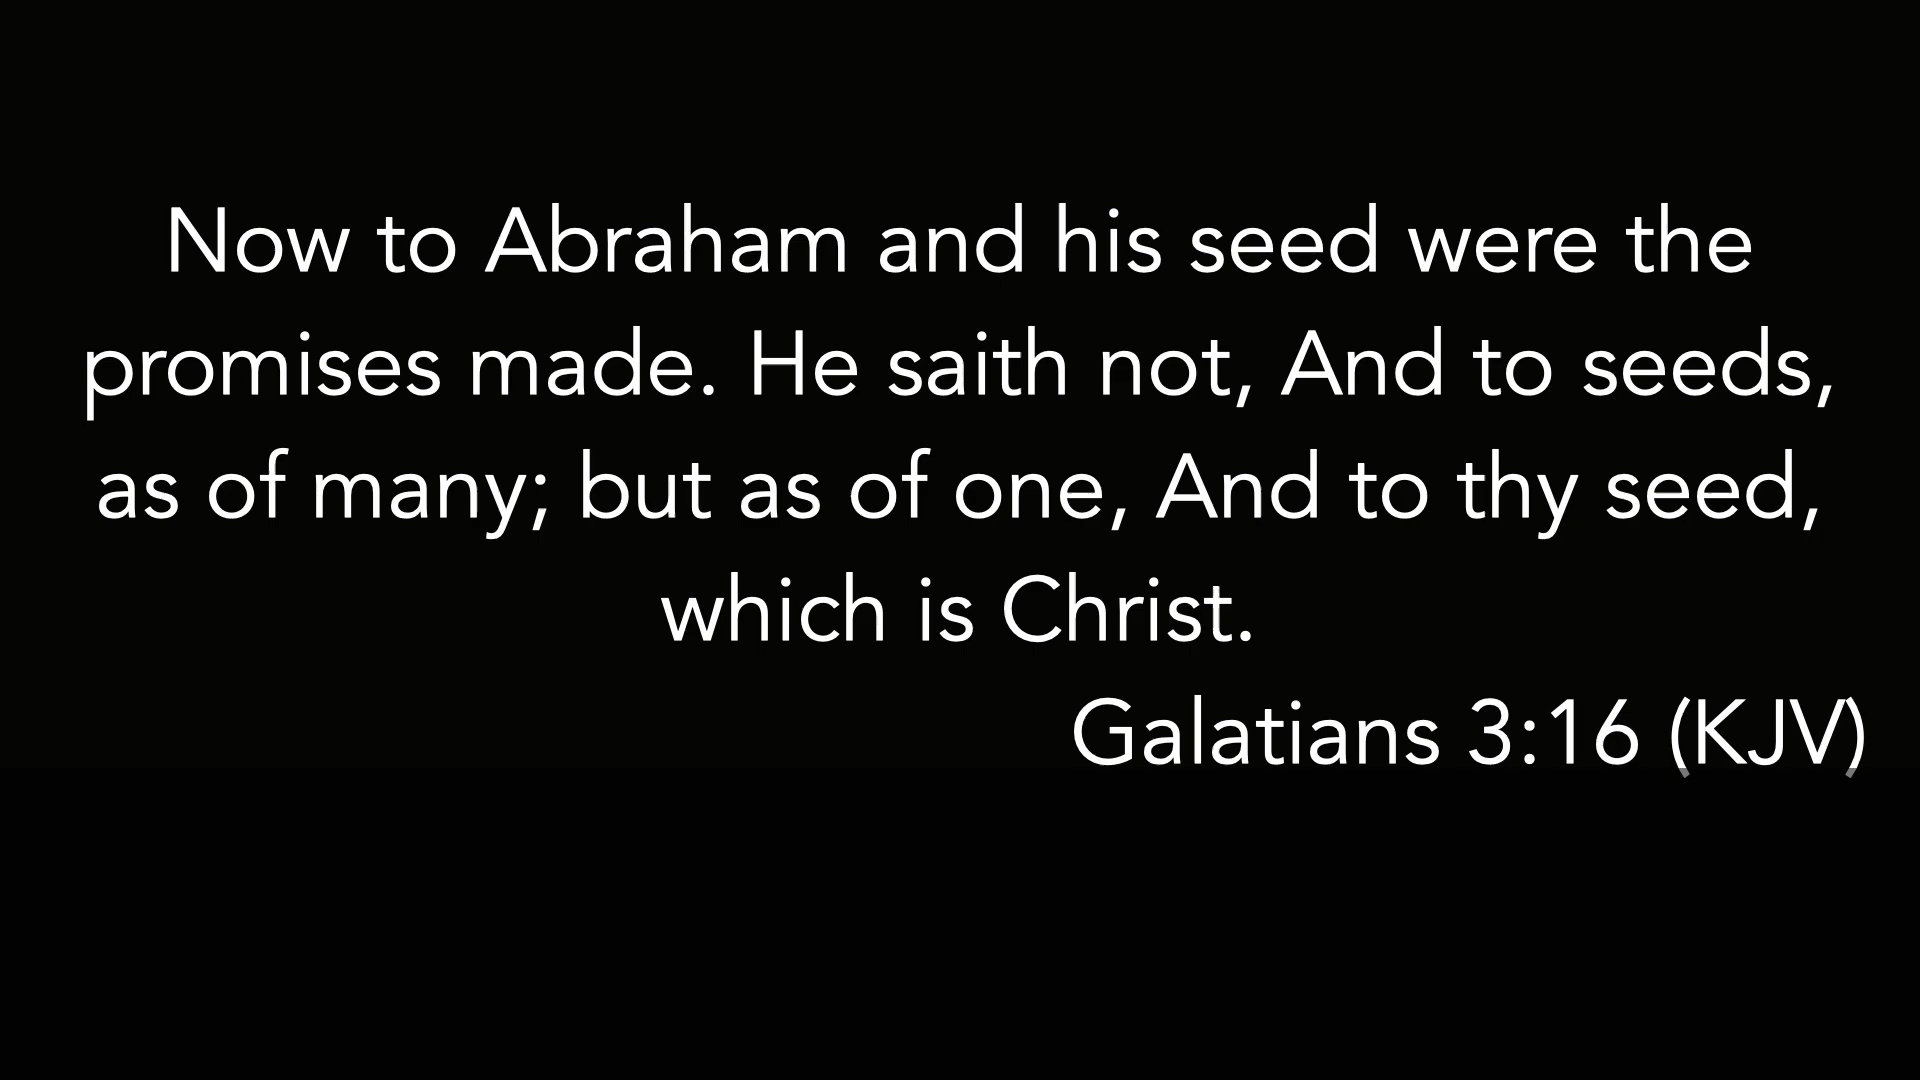 Now to Abraham and his seed were the
promises made. He saith not, And to seeds,
as of many; but as of one, And to thy seed,
which is Christ.
Galatians 3:16 (KJV)